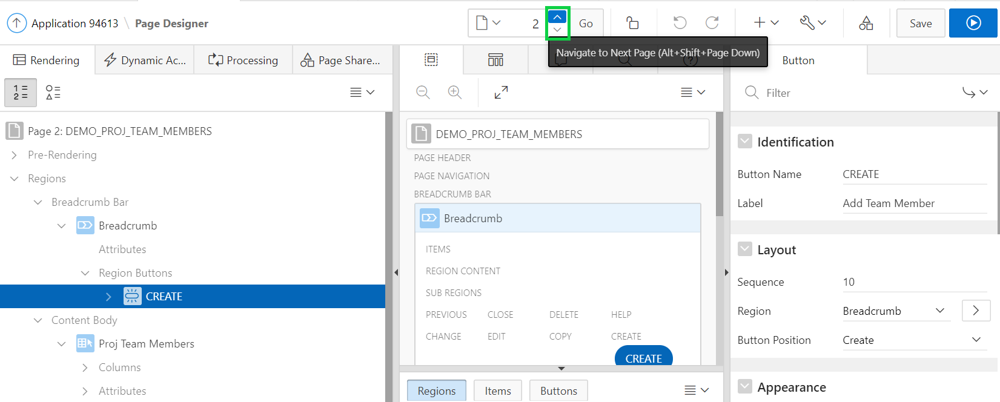 Application 94613 \ Page Designer
2
Go
Save
Navigate to Next Page (Alt+Shift+Page Down)
Rendering
Dynamic Ac...
Processing
Page Share...
Page 2: DEMO_PROJ_TEAM_MEMBERS
Pre-Rendering
Regions
Breadcrumb Bar
Breadcrumb
Attributes
Region Buttons
CREATE
Content Body
Proj Team Members
Columns
Attributes
DEMO_PROJ_TEAM_MEMBERS
PAGE HEADER
PAGE NAVIGATION
BREADCRUMB BAR
Breadcrumb
ITEMS
REGION CONTENT
SUB REGIONS
PREVIOUS CLOSE DELETE HELP
CHANGE EDIT COPY CREATE
CREATE
Regions Items Buttons
Button
Filter
Identification
Button Name CREATE
Label Add Team Member
Layout
Sequence 10
Region Breadcrumb
Button Position Create
Appearance